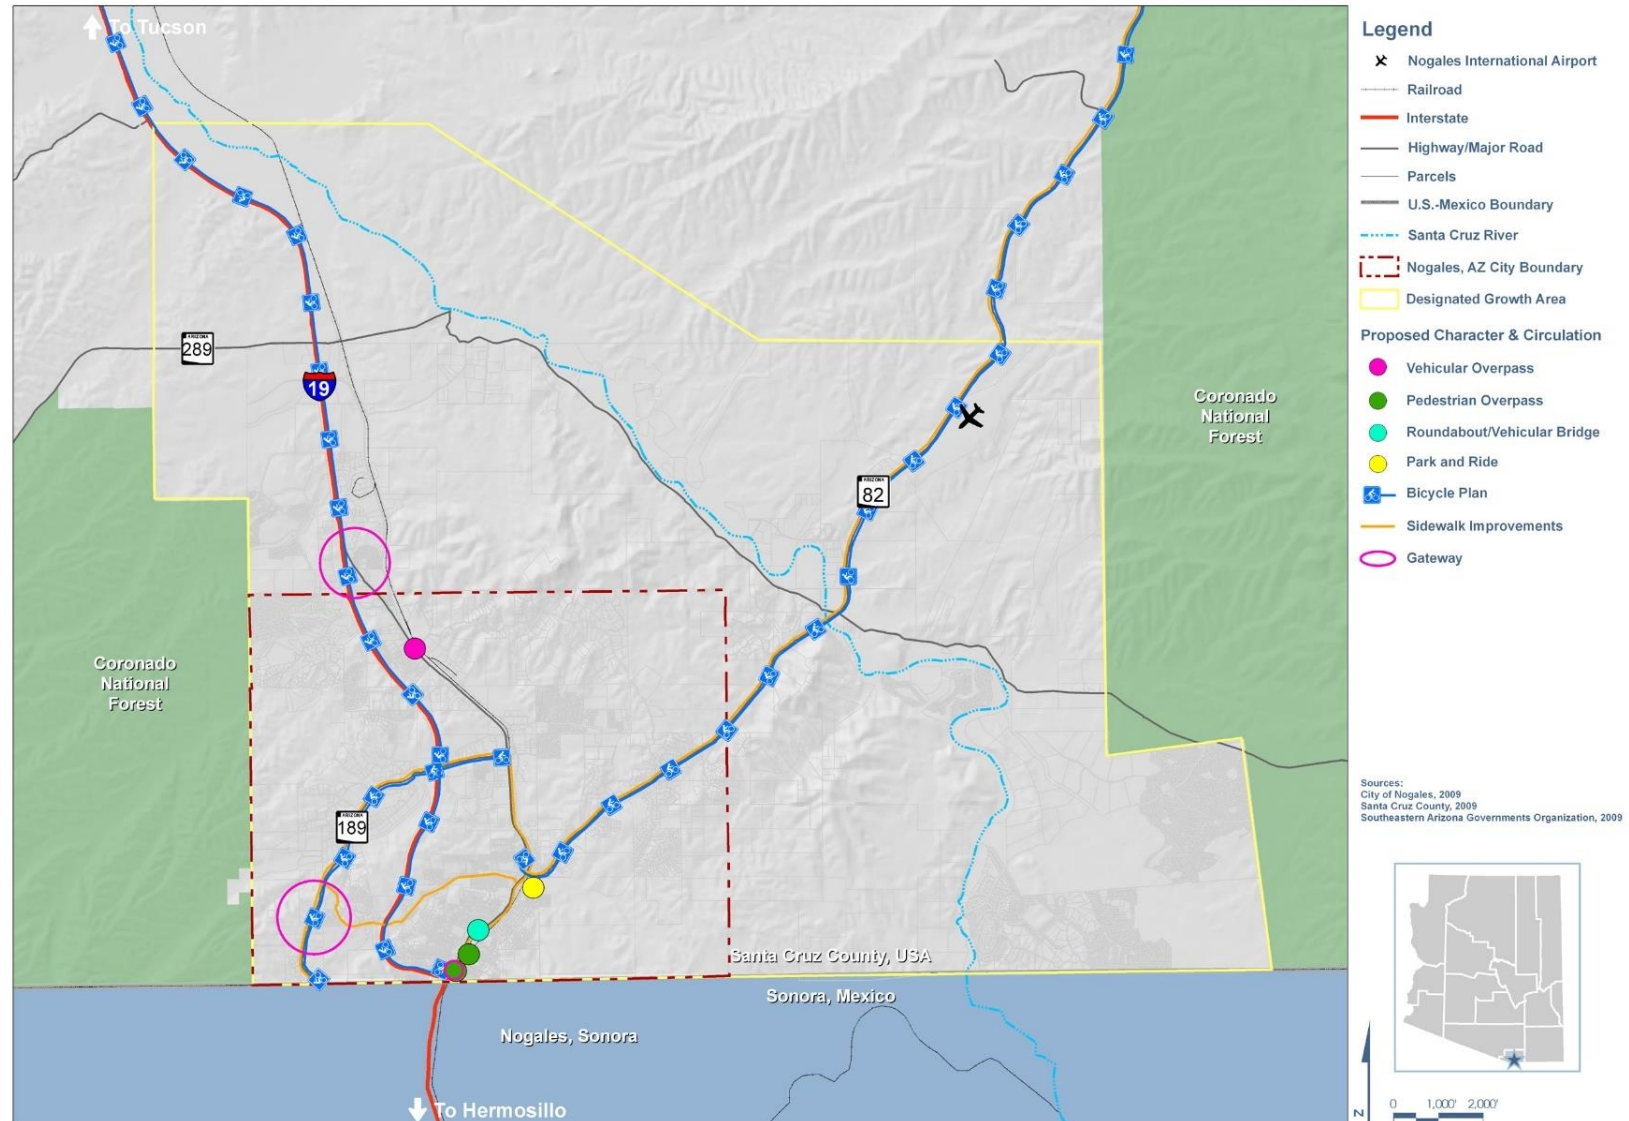 To Tucson
ARIZONA
289
19
ARIZONA
82
Coronado
National
Forest
Coronado
National
Forest
ARIZONA
189
Santa Cruz County, USA
Sonora, Mexico
Nogales, Sonora
To Hermosillo
Legend
Nogales International Airport
Railroad
Interstate
Highway/Major Road
Parcels
U.S.-Mexico Boundary
Santa Cruz River
Nogales, AZ City Boundary
Designated Growth Area
Proposed Character & Circulation
Vehicular Overpass
Pedestrian Overpass
Roundabout/Vehicular Bridge
Park and Ride
Bicycle Plan
Sidewalk Improvements
Gateway
Sources:
City of Nogales, 2009
Santa Cruz County, 2009
Southeastern Arizona Governments Organization, 2009
N
0 1,000' 2,000'